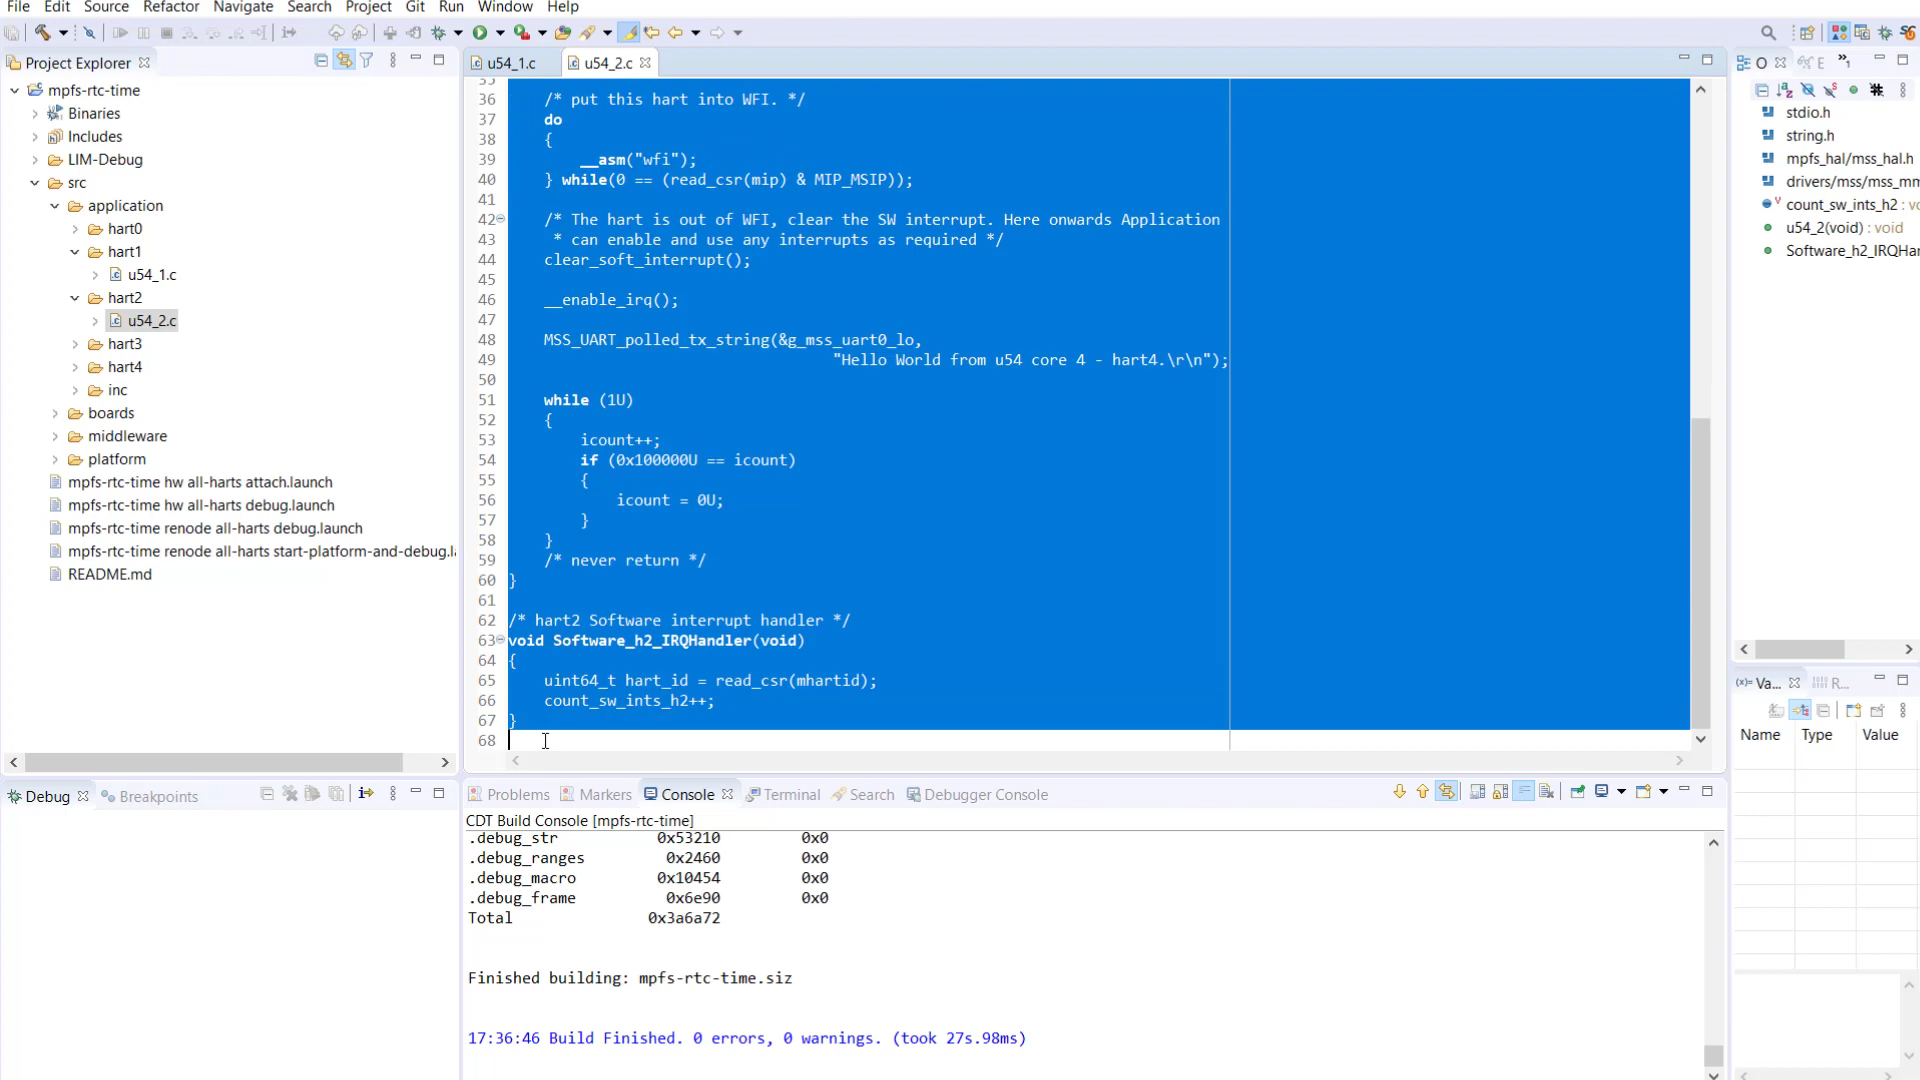 File Edit Source Refactor Navigate Search Project Git Run Window Help
Project Explorer
mpfs-rtc-time
Binaries
Includes
LIM-Debug
src
application
hart0
hart1
u54_1.c
hart2
u54_2.c
hart3
hart4
inc
boards
middleware
platform
mpfs-rtc-time hw all-harts attach.launch
mpfs-rtc-time hw all-harts debug.launch
mpfs-rtc-time renode all-harts debug.launch
mpfs-rtc-time renode all-harts start-platform-and-debug.l
README.md
u54_1.c
u54_2.c
35
36 /* put this hart into WFI. */
37 do
38 {
39 __asm("wfi");
40 } while(0 == (read_csr(mip) & MIP_MSIP));
41
42 /* The hart is out of WFI, clear the SW interrupt. Here onwards Application
43 * can enable and use any interrupts as required */
44 clear_soft_interrupt();
45
46 __enable_irq();
47
48 MSS_UART_polled_tx_string(&g_mss_uart0_lo,
49 "Hello World from u54 core 4 - hart4.\r\n");
50
51 while (1U)
52 {
53 icount++;
54 if (0x100000U == icount)
55 {
56 icount = 0U;
57 }
58 }
59 /* never return */
60 }
61
62 /* hart2 Software interrupt handler */
63 void Software_h2_IRQHandler(void)
64 {
65 uint64_t hart_id = read_csr(mhartid);
66 count_sw_ints_h2++;
67 }
68
O E »1
stdio.h
string.h
mpfs_hal/mss_hal.h
drivers/mss/mss_mm
count_sw_ints_h2 : vo
u54_2(void) : void
Software_h2_IRQHar
(x)= Va... R...
Name Type Value
Debug Breakpoints
Problems Markers Console Terminal Search Debugger Console
CDT Build Console [mpfs-rtc-time]
.debug_str 0x53210 0x0
.debug_ranges 0x2460 0x0
.debug_macro 0x10454 0x0
.debug_frame 0x6e90 0x0
Total 0x3a6a72
Finished building: mpfs-rtc-time.siz
17:36:46 Build Finished. 0 errors, 0 warnings. (took 27s.98ms)